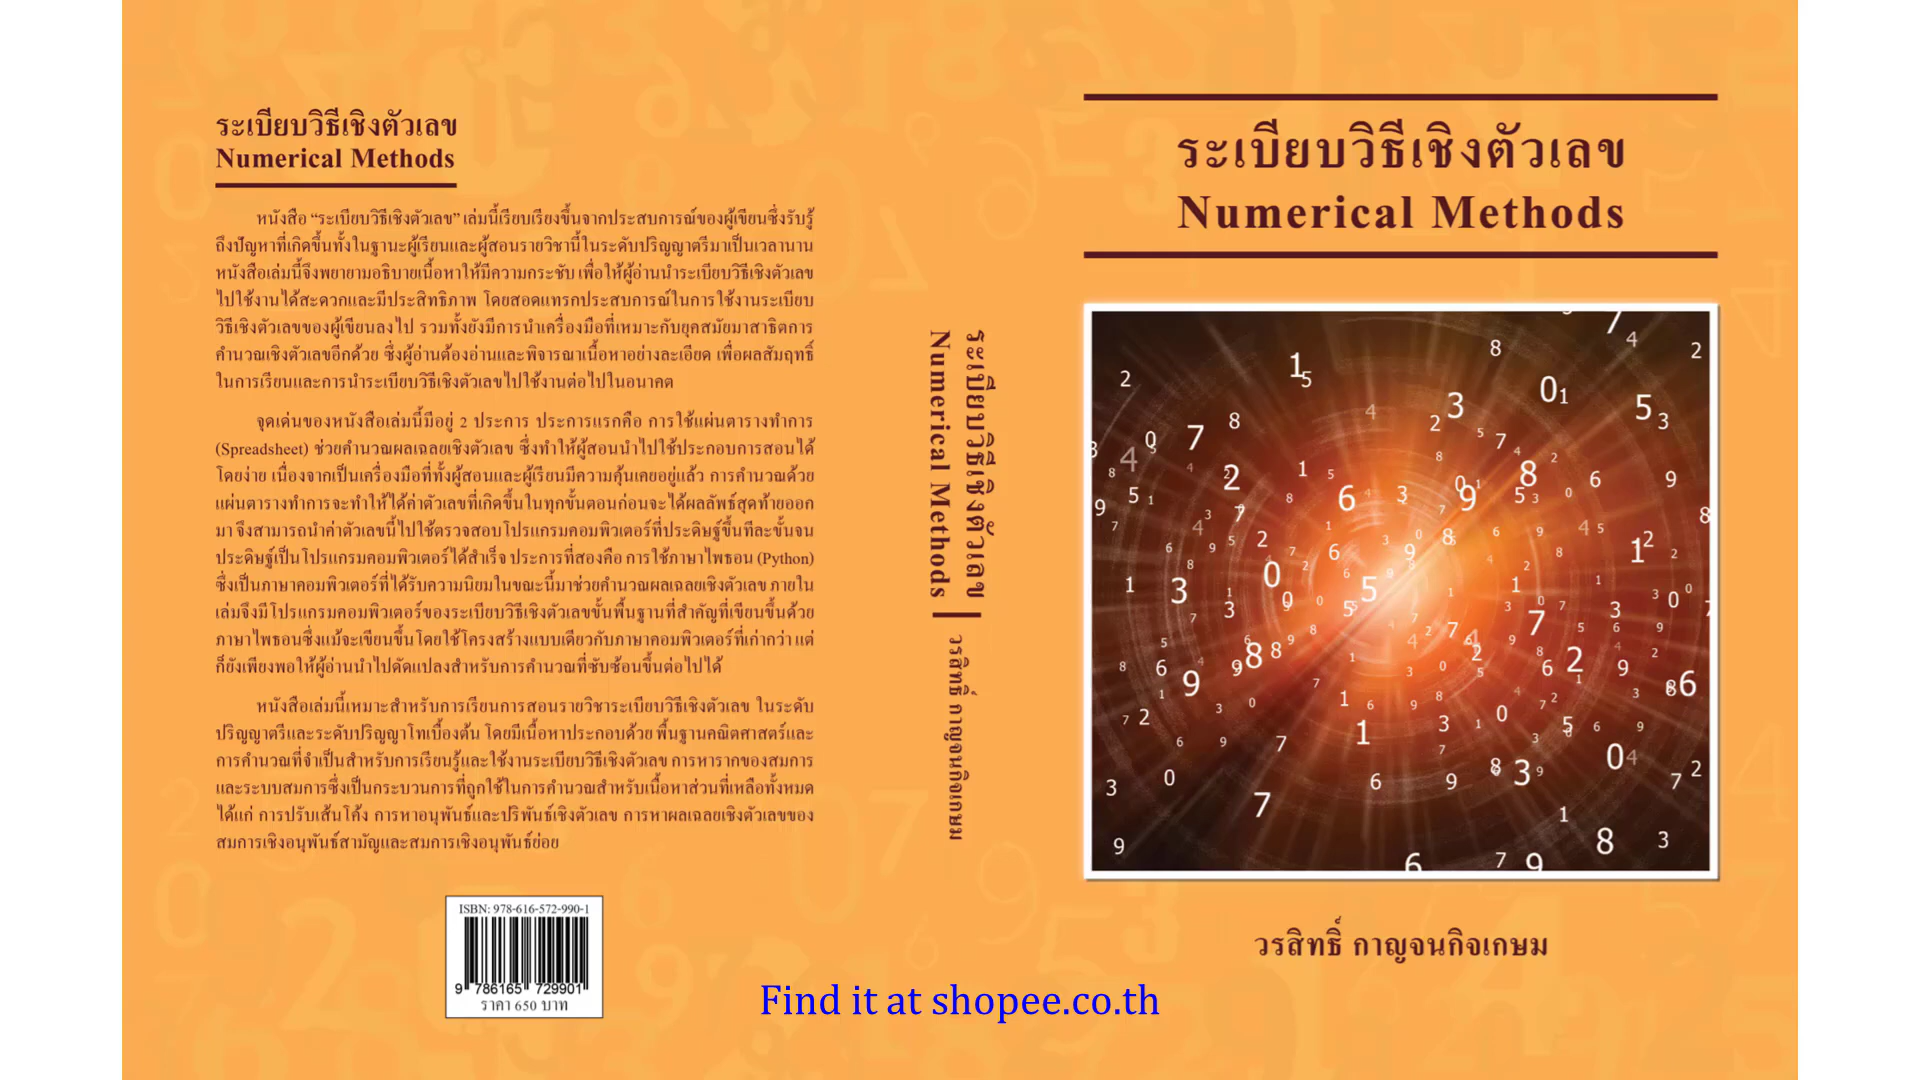 ระเบียบวิธีเชิงตัวเลข
Numerical Methods
หนังสือ “ระเบียบวิธีเชิงตัวเลข” เล่มนี้เรียบเรียงขึ้นจากประสบการณ์ของผู้เขียนซึ่งรับรู้
ถึงปัญหาที่เกิดขึ้นทั้งในฐานะผู้เรียนและผู้สอนรายวิชานี้ในระดับปริญญาตรีมาเป็นเวลานาน
หนังสือเล่มนี้จึงพยายามอธิบายเนื้อหาให้มีความกระชับ เพื่อให้ผู้อ่านนำระเบียบวิธีเชิงตัวเลข
ไปใช้งานได้สะดวกและมีประสิทธิภาพ โดยสอดแทรกประสบการณ์ในการใช้งานระเบียบ
วิธีเชิงตัวเลขของผู้เขียนลงไป รวมทั้งยังมีการนำเครื่องมือที่เหมาะกับยุคสมัยมาสาธิตการ
คำนวณเชิงตัวเลขอีกด้วย ซึ่งผู้อ่านต้องอ่านและพิจารณาเนื้อหาอย่างละเอียด เพื่อผลสัมฤทธิ์
ในการเรียนและการนำระเบียบวิธีเชิงตัวเลขไปใช้งานต่อไปในอนาคต
จุดเด่นของหนังสือเล่มนี้มีอยู่ 2 ประการ ประการแรกคือ การใช้แผ่นตารางทำการ
(Spreadsheet) ช่วยคำนวณผลเฉลยเชิงตัวเลข ซึ่งทำให้ผู้สอนนำไปใช้ประกอบการสอนได้
โดยง่าย เนื่องจากเป็นเครื่องมือที่ทั้งผู้สอนและผู้เรียนมีความคุ้นเคยอยู่แล้ว การคำนวณด้วย
แผ่นตารางทำการจะทำให้ได้ค่าตัวเลขที่เกิดขึ้นในทุกขั้นตอนก่อนจะได้ผลลัพธ์สุดท้ายออก
มา จึงสามารถนำค่าตัวเลขนี้ไปใช้ตรวจสอบโปรแกรมคอมพิวเตอร์ที่ประดิษฐ์ขึ้นทีละขั้นจน
ประดิษฐ์เป็นโปรแกรมคอมพิวเตอร์ได้สำเร็จ ประการที่สองคือ การใช้ภาษาไพธอน (Python)
ซึ่งเป็นภาษาคอมพิวเตอร์ที่ได้รับความนิยมในขณะนี้มาช่วยคำนวณผลเฉลยเชิงตัวเลข ภายใน
เล่มจึงมีโปรแกรมคอมพิวเตอร์ของระเบียบวิธีเชิงตัวเลขขั้นพื้นฐานที่สำคัญที่เขียนขึ้นด้วย
ภาษาไพธอนซึ่งแม้จะเขียนขึ้นโดยใช้โครงสร้างแบบเดียวกับภาษาคอมพิวเตอร์ที่เก่ากว่า แต่
ก็ยังเพียงพอให้ผู้อ่านนำไปดัดแปลงสำหรับการคำนวณที่ซับซ้อนขึ้นต่อไปได้
หนังสือเล่มนี้เหมาะสำหรับการเรียนการสอนรายวิชาระเบียบวิธีเชิงตัวเลข ในระดับ
ปริญญาตรีและระดับปริญญาโทเบื้องต้น โดยมีเนื้อหาประกอบด้วย พื้นฐานคณิตศาสตร์และ
การคำนวณที่จำเป็นสำหรับการเรียนรู้และใช้งานระเบียบวิธีเชิงตัวเลข การหารากของสมการ
และระบบสมการซึ่งเป็นกระบวนการที่ถูกใช้ในการคำนวณสำหรับเนื้อหาส่วนที่เหลือทั้งหมด
ได้แก่ การปรับเส้นโค้ง การหาอนุพันธ์และปริพันธ์เชิงตัวเลข การหาผลเฉลยเชิงตัวเลขของ
สมการเชิงอนุพันธ์สามัญและสมการเชิงอนุพันธ์ย่อย
ISBN: 978-616-572-990-1
9 786165 729901
ราคา 650 บาท
ระเบียบวิธีเชิงตัวเลข
Numerical Methods
วรสิทธิ์ กาญจนกิจเกษม
ระเบียบวิธีเชิงตัวเลข
Numerical Methods
วรสิทธิ์ กาญจนกิจเกษม
Find it at shopee.co.th